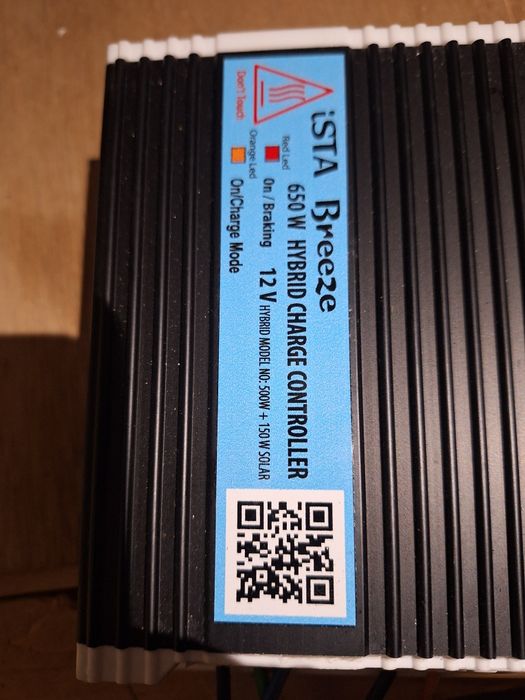 iSTA Breeze
650 W HYBRID CHARGE CONTROLLER
12 V HYBRID MODEL NO: 500W + 150 W SOLAR
Don't Touch
Red Led
On / Braking
Orange Led
On/Charge Mode